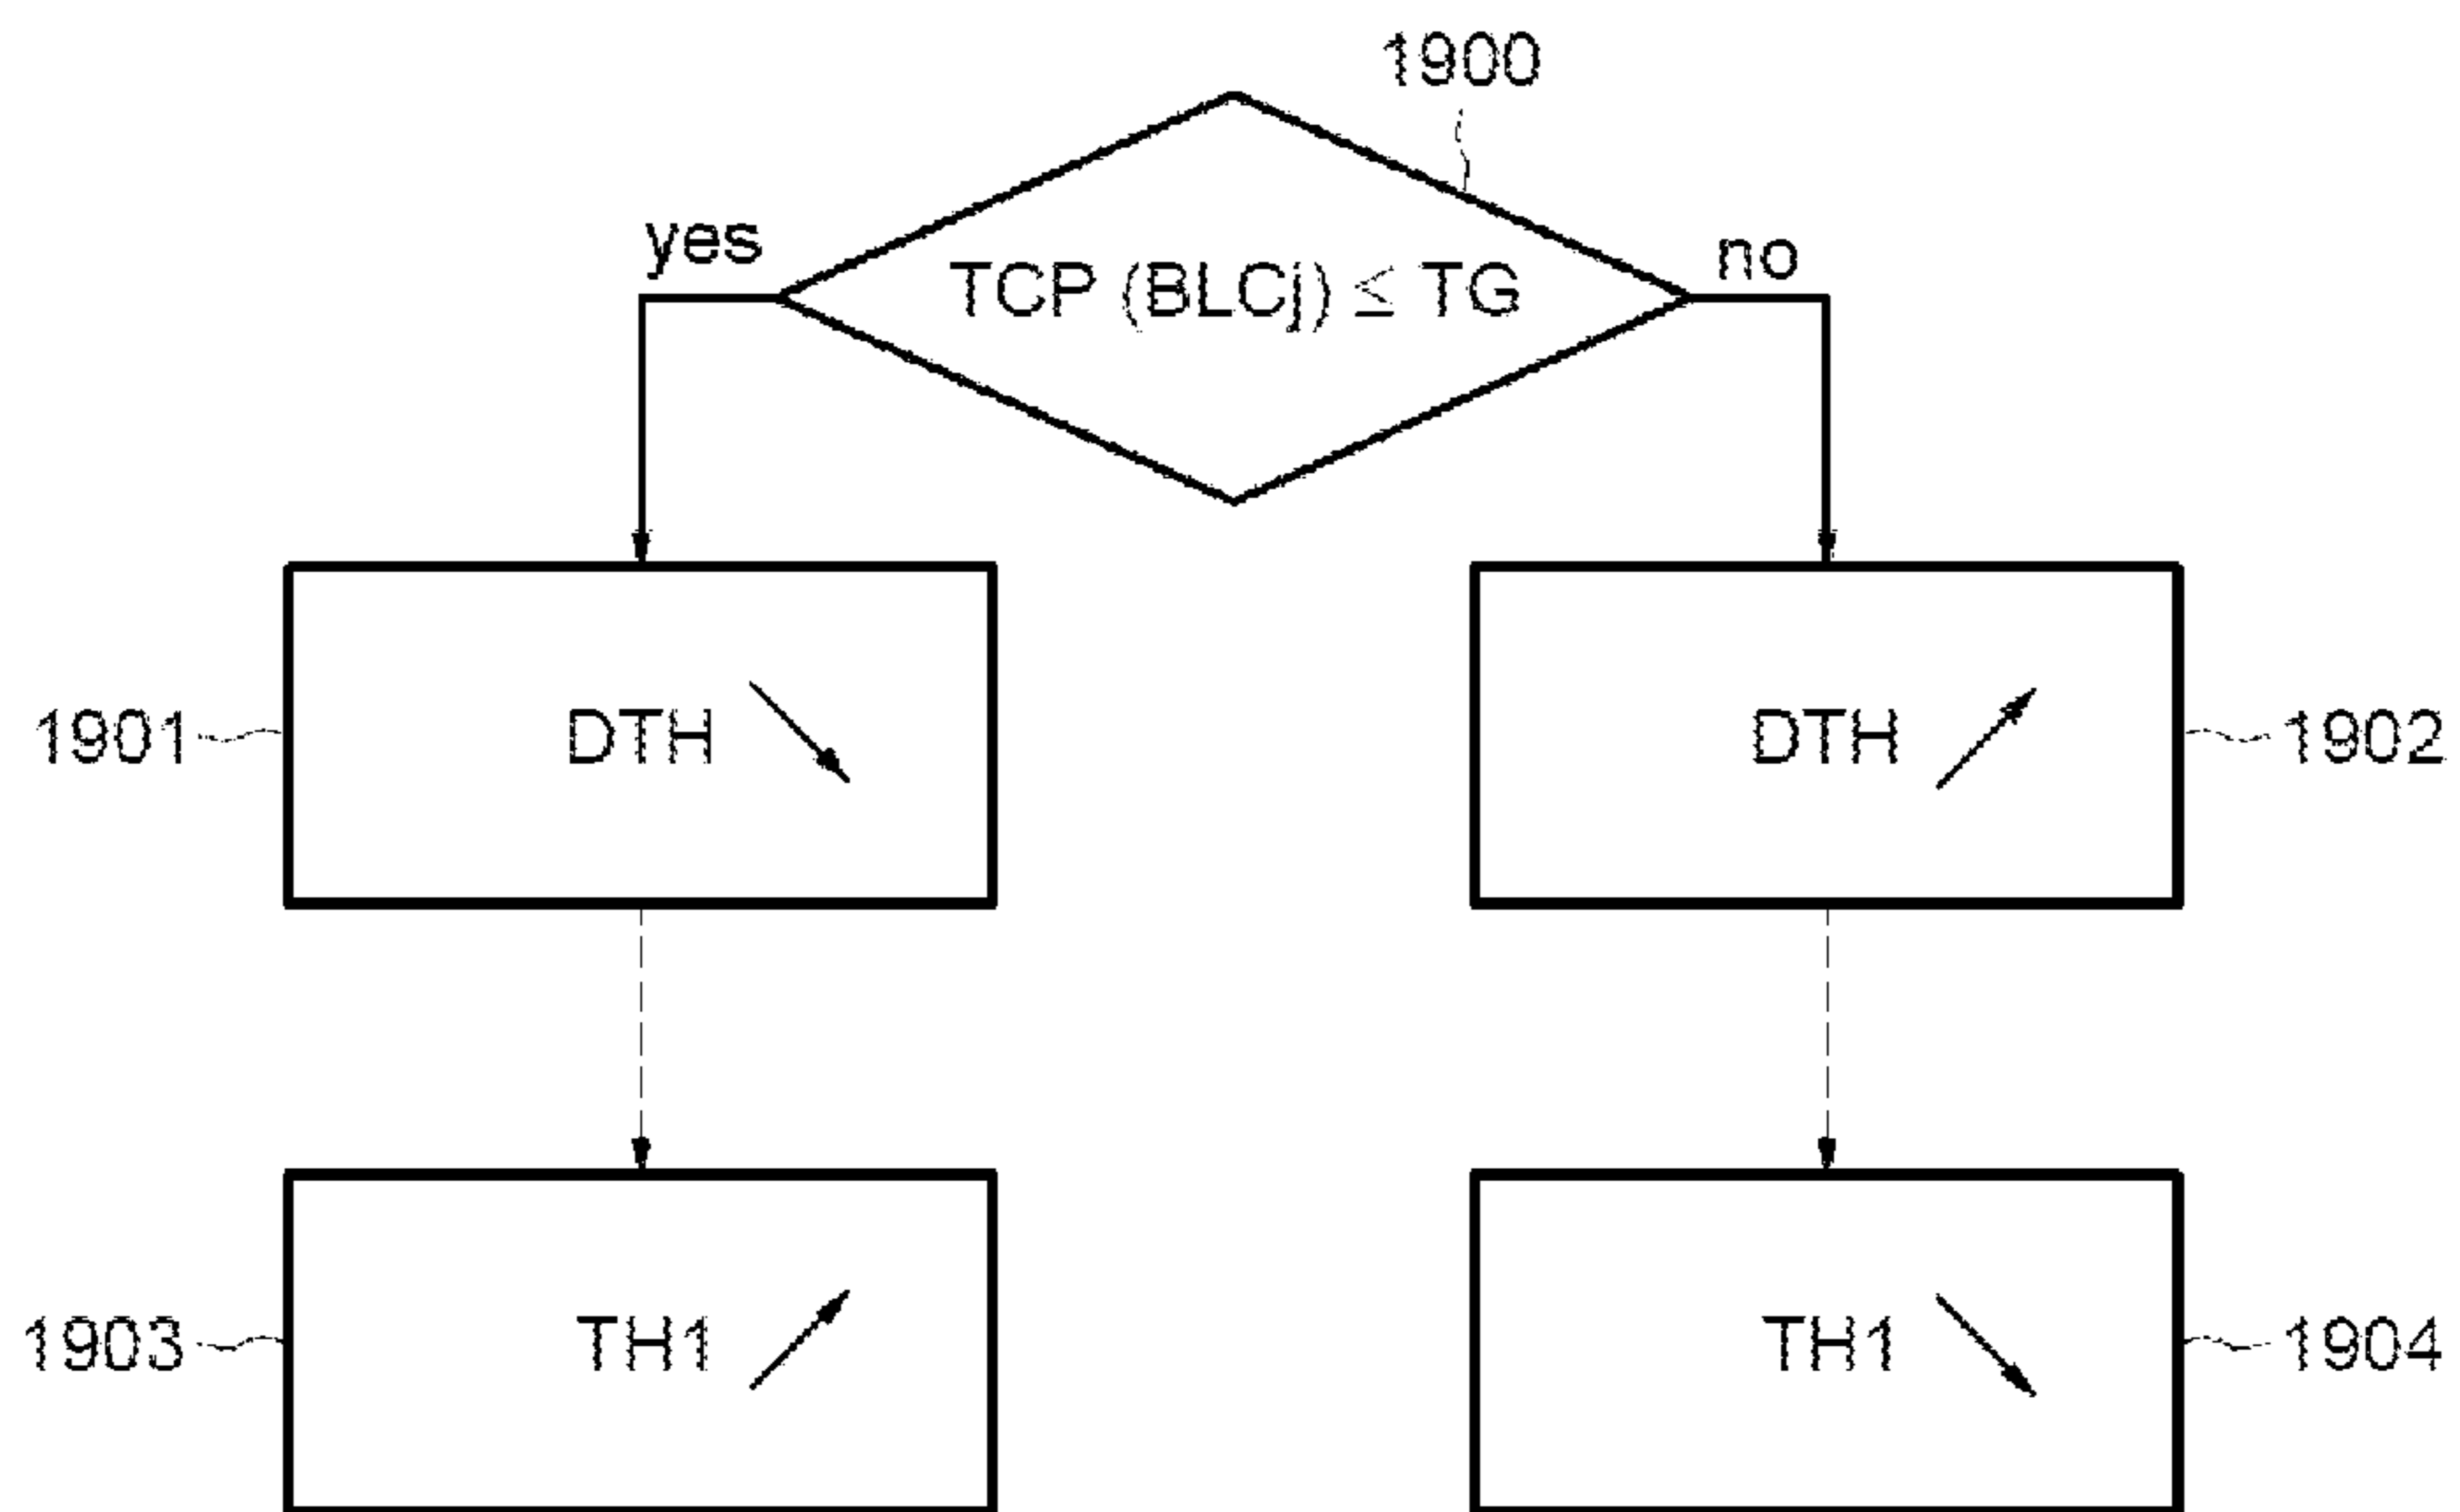 1900
yes
no
TCP (BLCj) ≤ TG
1901
DTH
DTH
1902
1903
TH1
TH1
1904